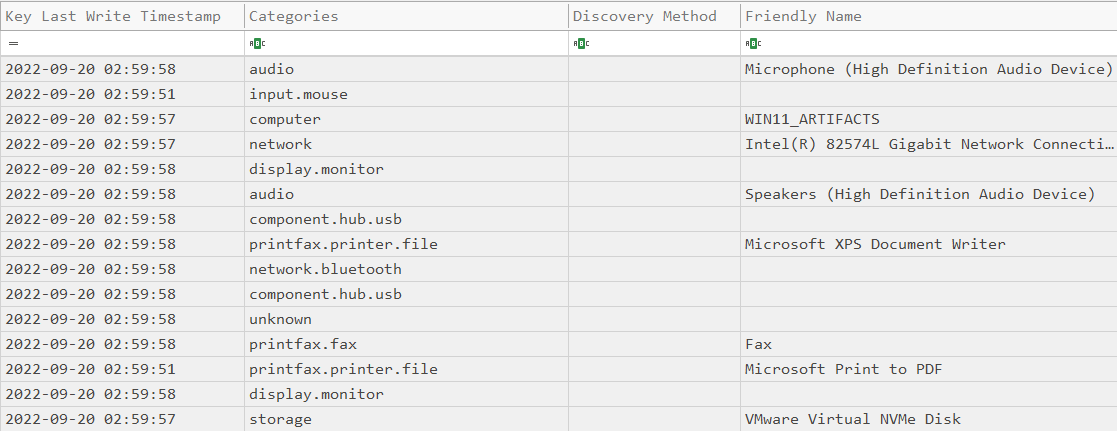 Key Last Write Timestamp Categories Discovery Method Friendly Name
= ABC ABC ABC
2022-09-20 02:59:58 audio Microphone (High Definition Audio Device)
2022-09-20 02:59:51 input.mouse
2022-09-20 02:59:57 computer WIN11_ARTIFACTS
2022-09-20 02:59:57 network Intel(R) 82574L Gigabit Network Connecti…
2022-09-20 02:59:58 display.monitor
2022-09-20 02:59:58 audio Speakers (High Definition Audio Device)
2022-09-20 02:59:58 component.hub.usb
2022-09-20 02:59:58 printfax.printer.file Microsoft XPS Document Writer
2022-09-20 02:59:58 network.bluetooth
2022-09-20 02:59:58 component.hub.usb
2022-09-20 02:59:58 unknown
2022-09-20 02:59:58 printfax.fax Fax
2022-09-20 02:59:51 printfax.printer.file Microsoft Print to PDF
2022-09-20 02:59:58 display.monitor
2022-09-20 02:59:57 storage VMware Virtual NVMe Disk